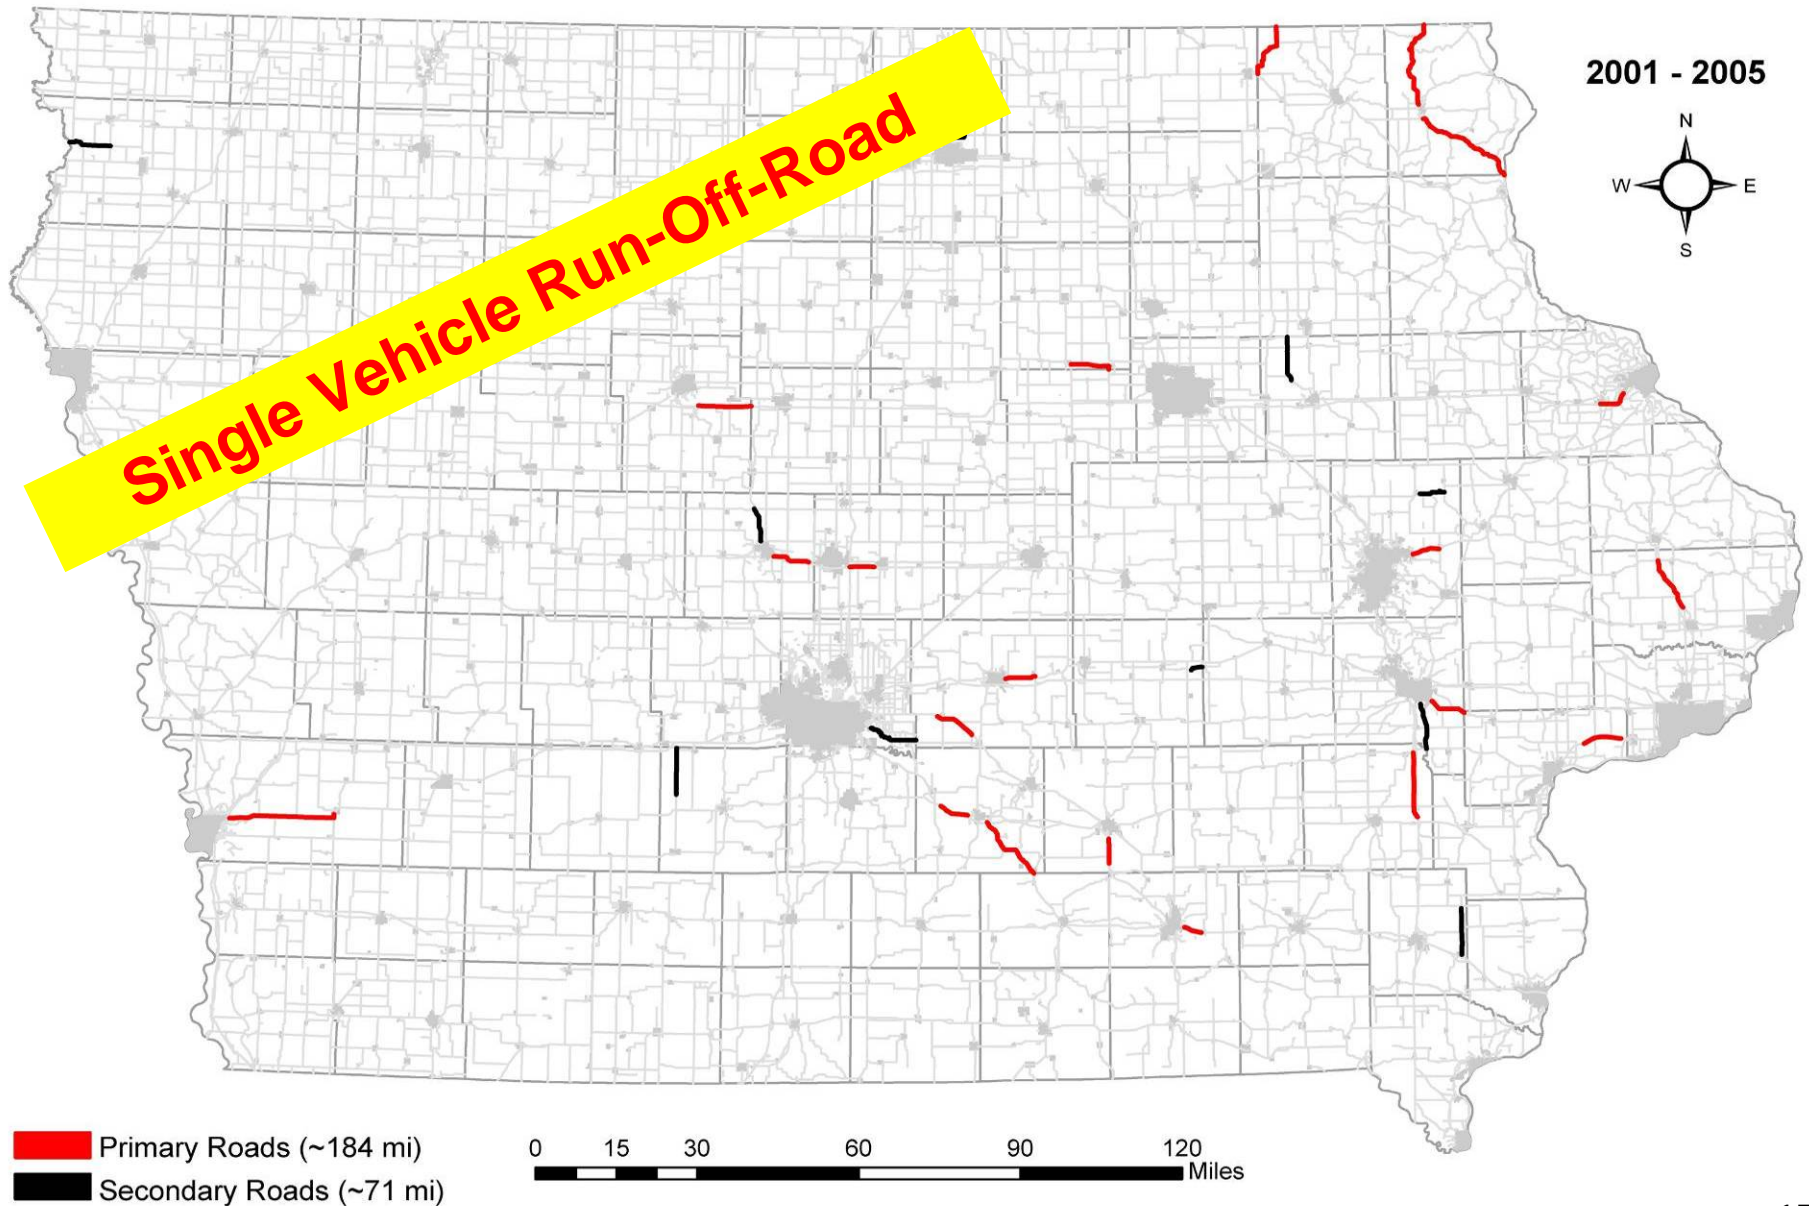 2001 - 2005
N
W E
S
Single Vehicle Run-Off-Road
Primary Roads (~184 mi)
Secondary Roads (~71 mi)
0 15 30 60 90 120
Miles